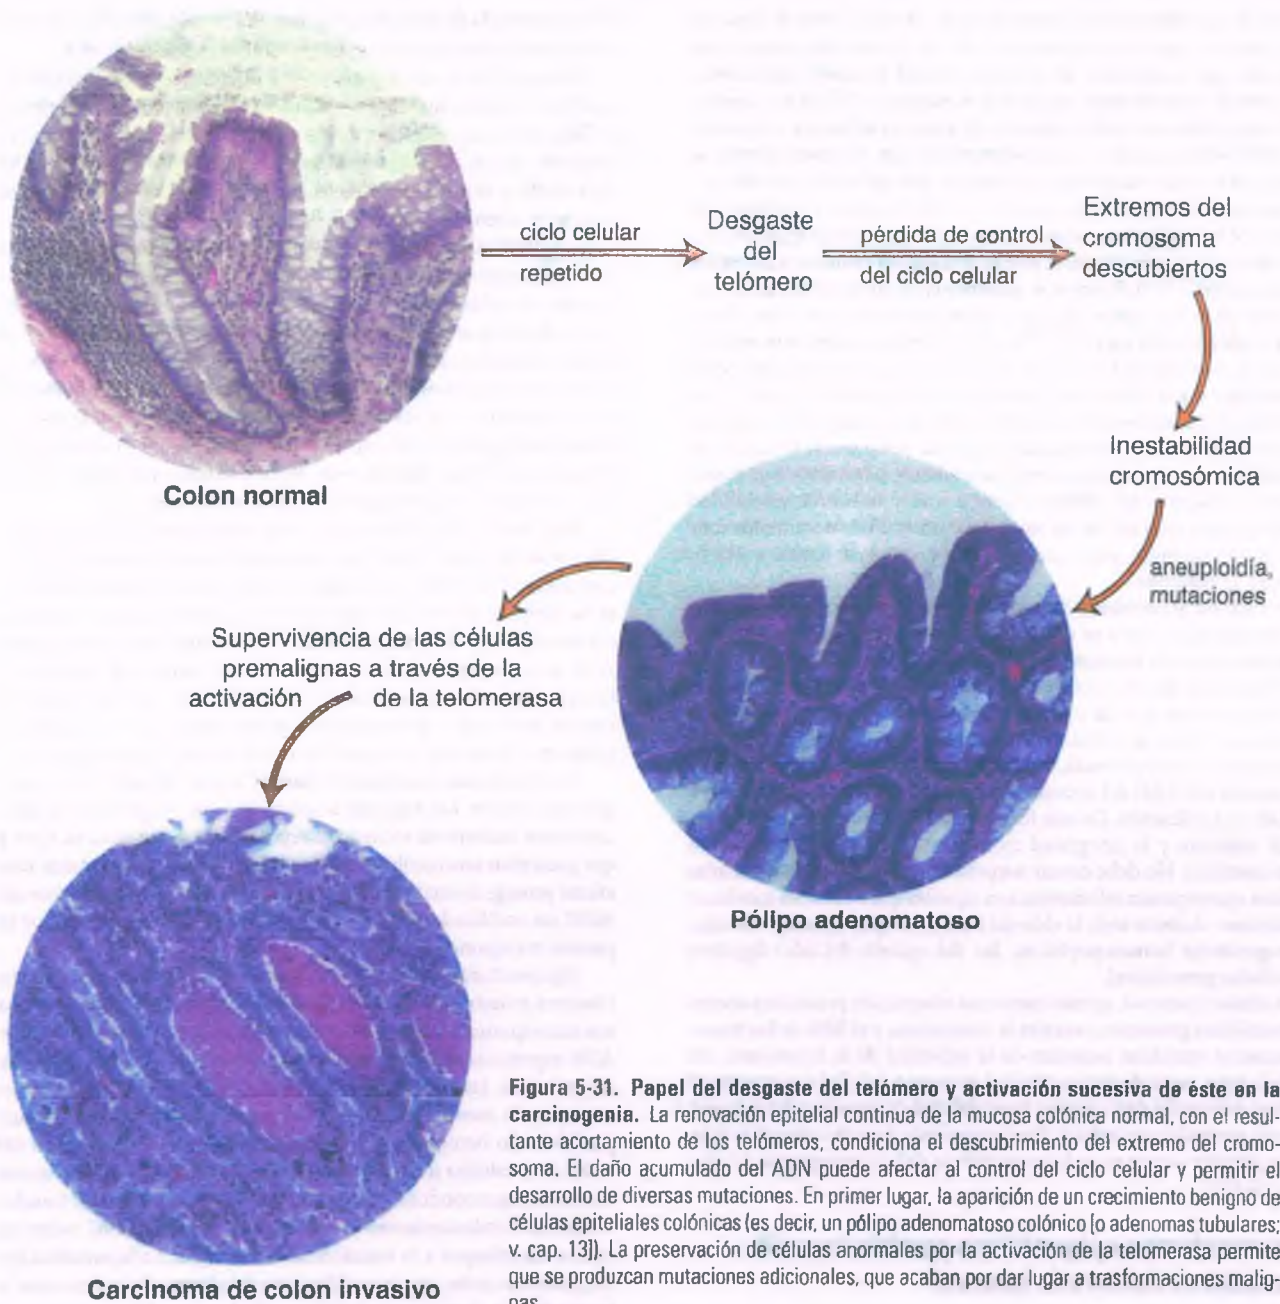 Colon normal
ciclo celular
repetido
Desgaste
del
telómero
pérdida de control
del ciclo celular
Extremos del
cromosoma
descubiertos
Inestabilidad
cromosómica
aneuploidía,
mutaciones
Pólipo adenomatoso
Supervivencia de las células
premalignas a través de la
activación de la telomerasa
Carcinoma de colon invasivo
Figura 5-31. Papel del desgaste del telómero y activación sucesiva de éste en la
carcinogenia. La renovación epitelial continua de la mucosa colónica normal, con el resul-
tante acortamiento de los telómeros, condiciona el descubrimiento del extremo del cromo-
soma. El daño acumulado del ADN puede afectar al control del ciclo celular y permitir el
desarrollo de diversas mutaciones. En primer lugar, la aparición de un crecimiento benigno de
células epiteliales colónicas (es decir, un pólipo adenomatoso colónico [o adenomas tubulares;
v. cap. 13]). La preservación de células anormales por la activación de la telomerasa permite
que se produzcan mutaciones adicionales, que acaban por dar lugar a trasformaciones malig-
nas.